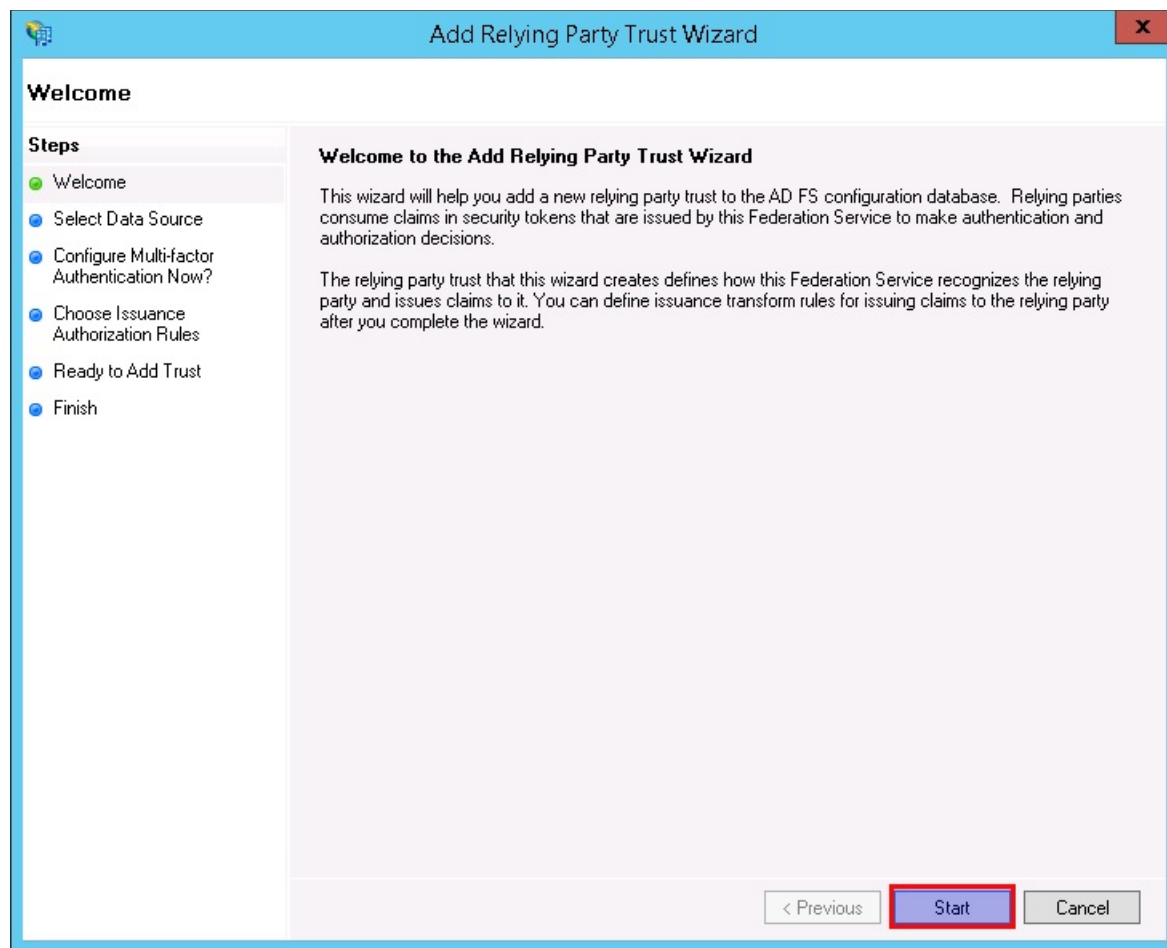 Add Relying Party Trust Wizard
x
Welcome
Steps
Welcome
Select Data Source
Configure Multi-factor
Authentication Now?
Choose Issuance
Authorization Rules
Ready to Add Trust
Finish
Welcome to the Add Relying Party Trust Wizard
This wizard will help you add a new relying party trust to the AD FS configuration database.  Relying parties
consume claims in security tokens that are issued by this Federation Service to make authentication and
authorization decisions.
The relying party trust that this wizard creates defines how this Federation Service recognizes the relying
party and issues claims to it. You can define issuance transform rules for issuing claims to the relying party
after you complete the wizard.
< Previous
Start
Cancel